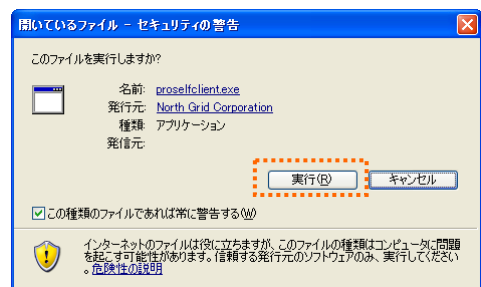 開いているファイル - セキュリティの警告
このファイルを実行しますか?
名前: proselfclient.exe
発行元: North Grid Corporation
種類: アプリケーション
発信元:
実行(R) キャンセル
この種類のファイルであれば常に警告する(W)
インターネットのファイルは役に立ちますが、このファイルの種類はコンピュータに問題
を起こす可能性があります。信頼する発行元のソフトウェアのみ、実行してください
。危険性の説明